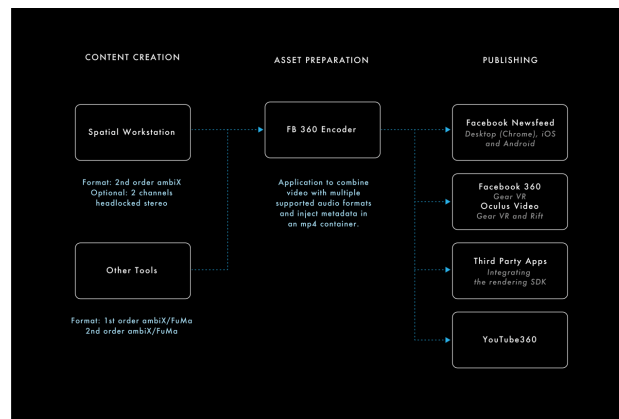 CONTENT CREATION
ASSET PREPARATION
PUBLISHING
Spatial Workstation
Format: 2nd order ambiX
Optional: 2 channels
headlocked stereo
Other Tools
Format: 1st order ambiX/FuMa
2nd order ambiX/FuMa
FB 360 Encoder
Application to combine
video with multiple
supported audio formats
and inject metadata in
an mp4 container.
Facebook Newsfeed
Desktop (Chrome), iOS
and Android
Facebook 360
Gear VR
Oculus Video
Gear VR and Rift
Third Party Apps
Integrating
the rendering SDK
YouTube360